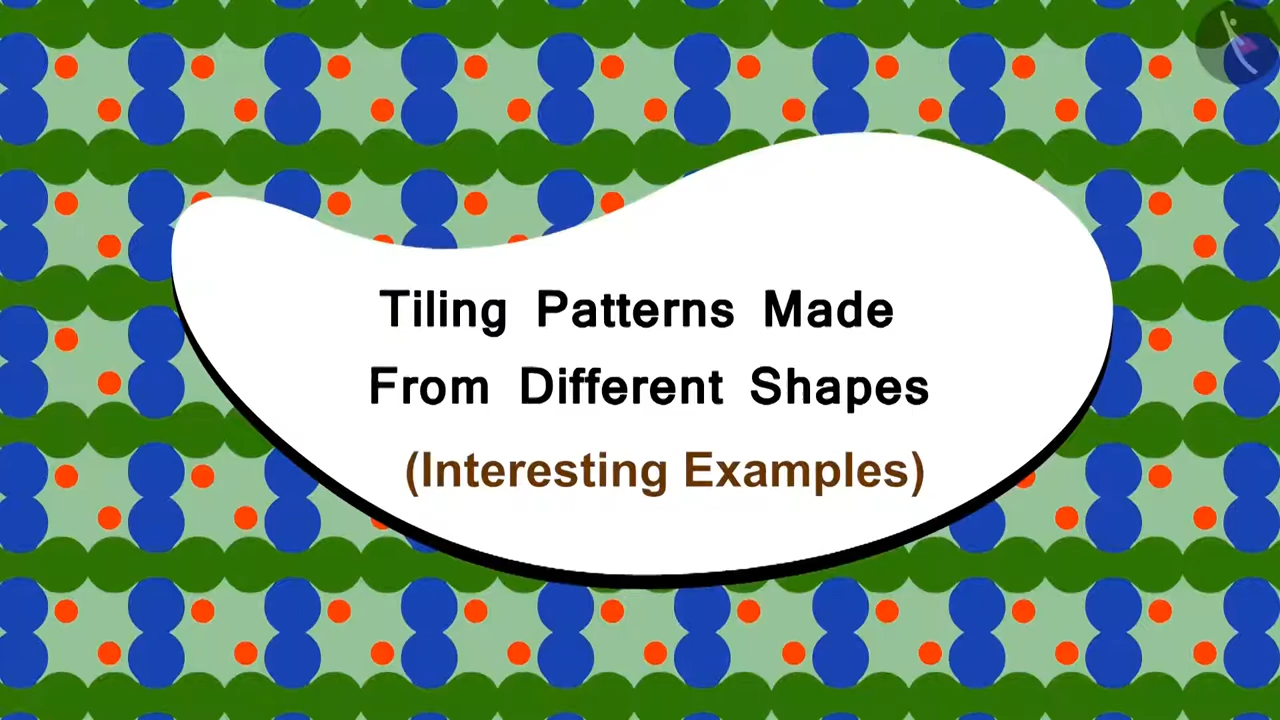 Tiling Patterns Made
From Different Shapes
(Interesting Examples)